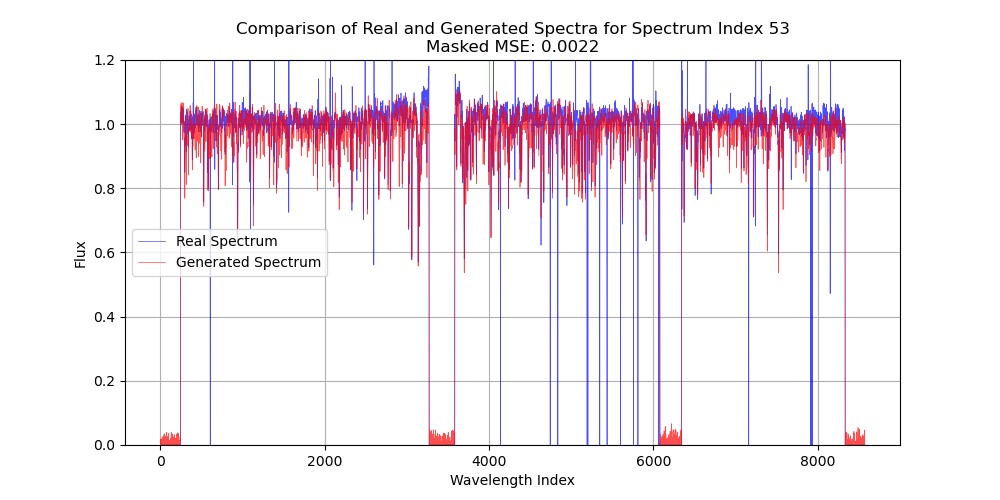 Comparison of Real and Generated Spectra for Spectrum Index 53
Masked MSE: 0.0022
1.2
1.0
0.8
0.6
0.4
0.2
0.0
Flux
Real Spectrum
Generated Spectrum
0
2000
4000
6000
8000
Wavelength Index